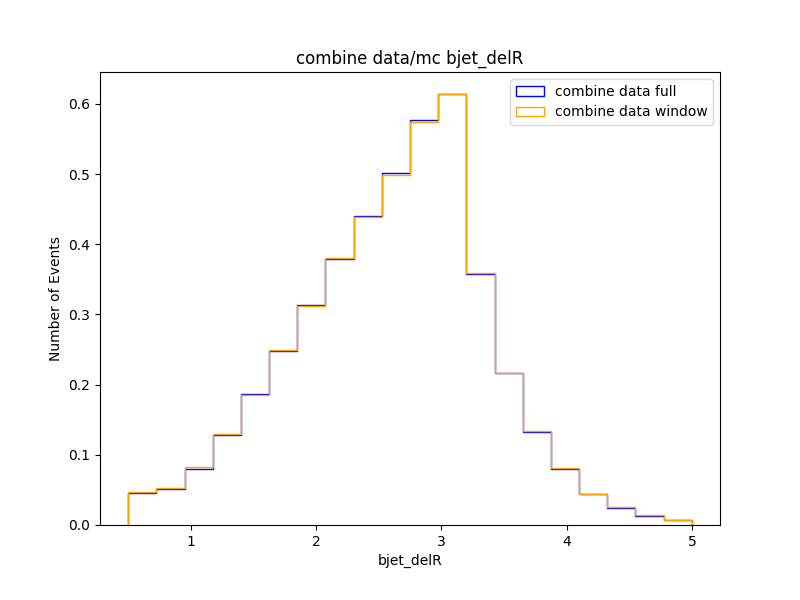 combine data/mc bjet_delR
combine data full
combine data window
Number of Events
0.6
0.5
0.4
0.3
0.2
0.1
0.0
1
2
3
4
5
bjet_delR